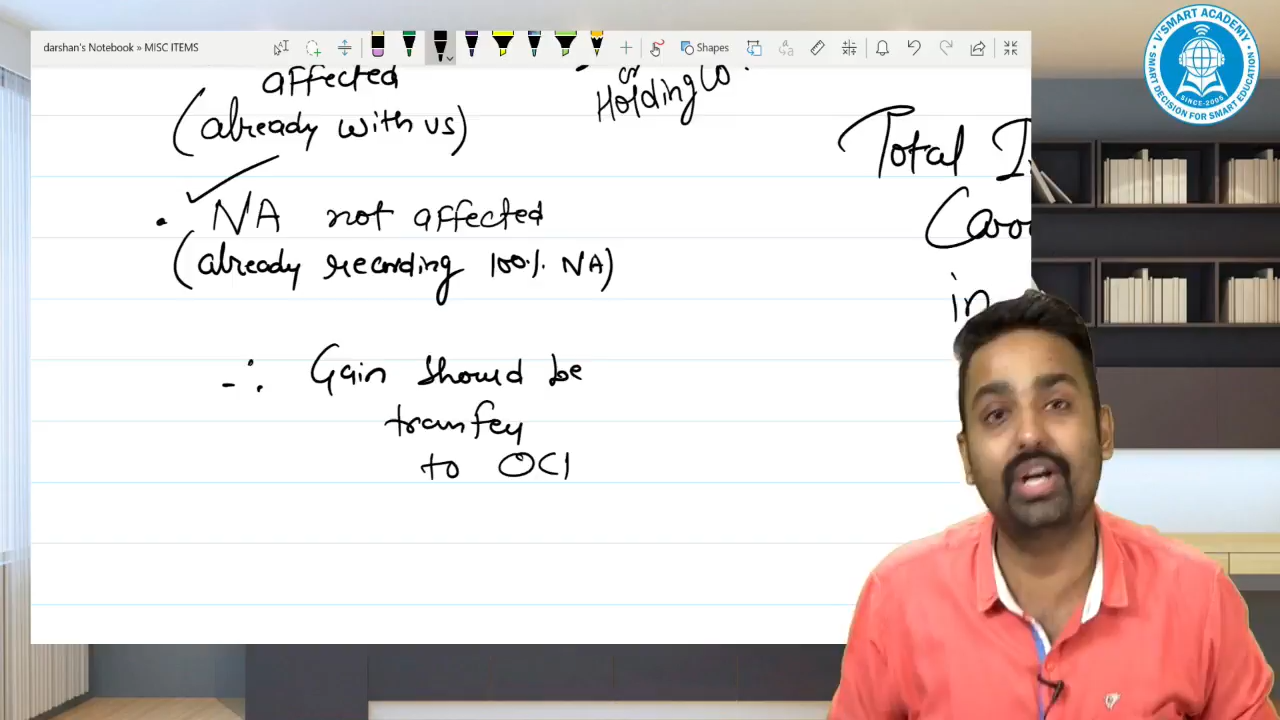 darshan's Notebook » MISC ITEMS
Shapes
affected
(already with us)
or
Holding Co.
• NA not affected
(already recording 100% NA)
∴ Gain should be
transfer
to OCI
Total
in
V'SMART ACADEMY
SINCE-2005
SMART DECISION FOR SMART EDUCATION